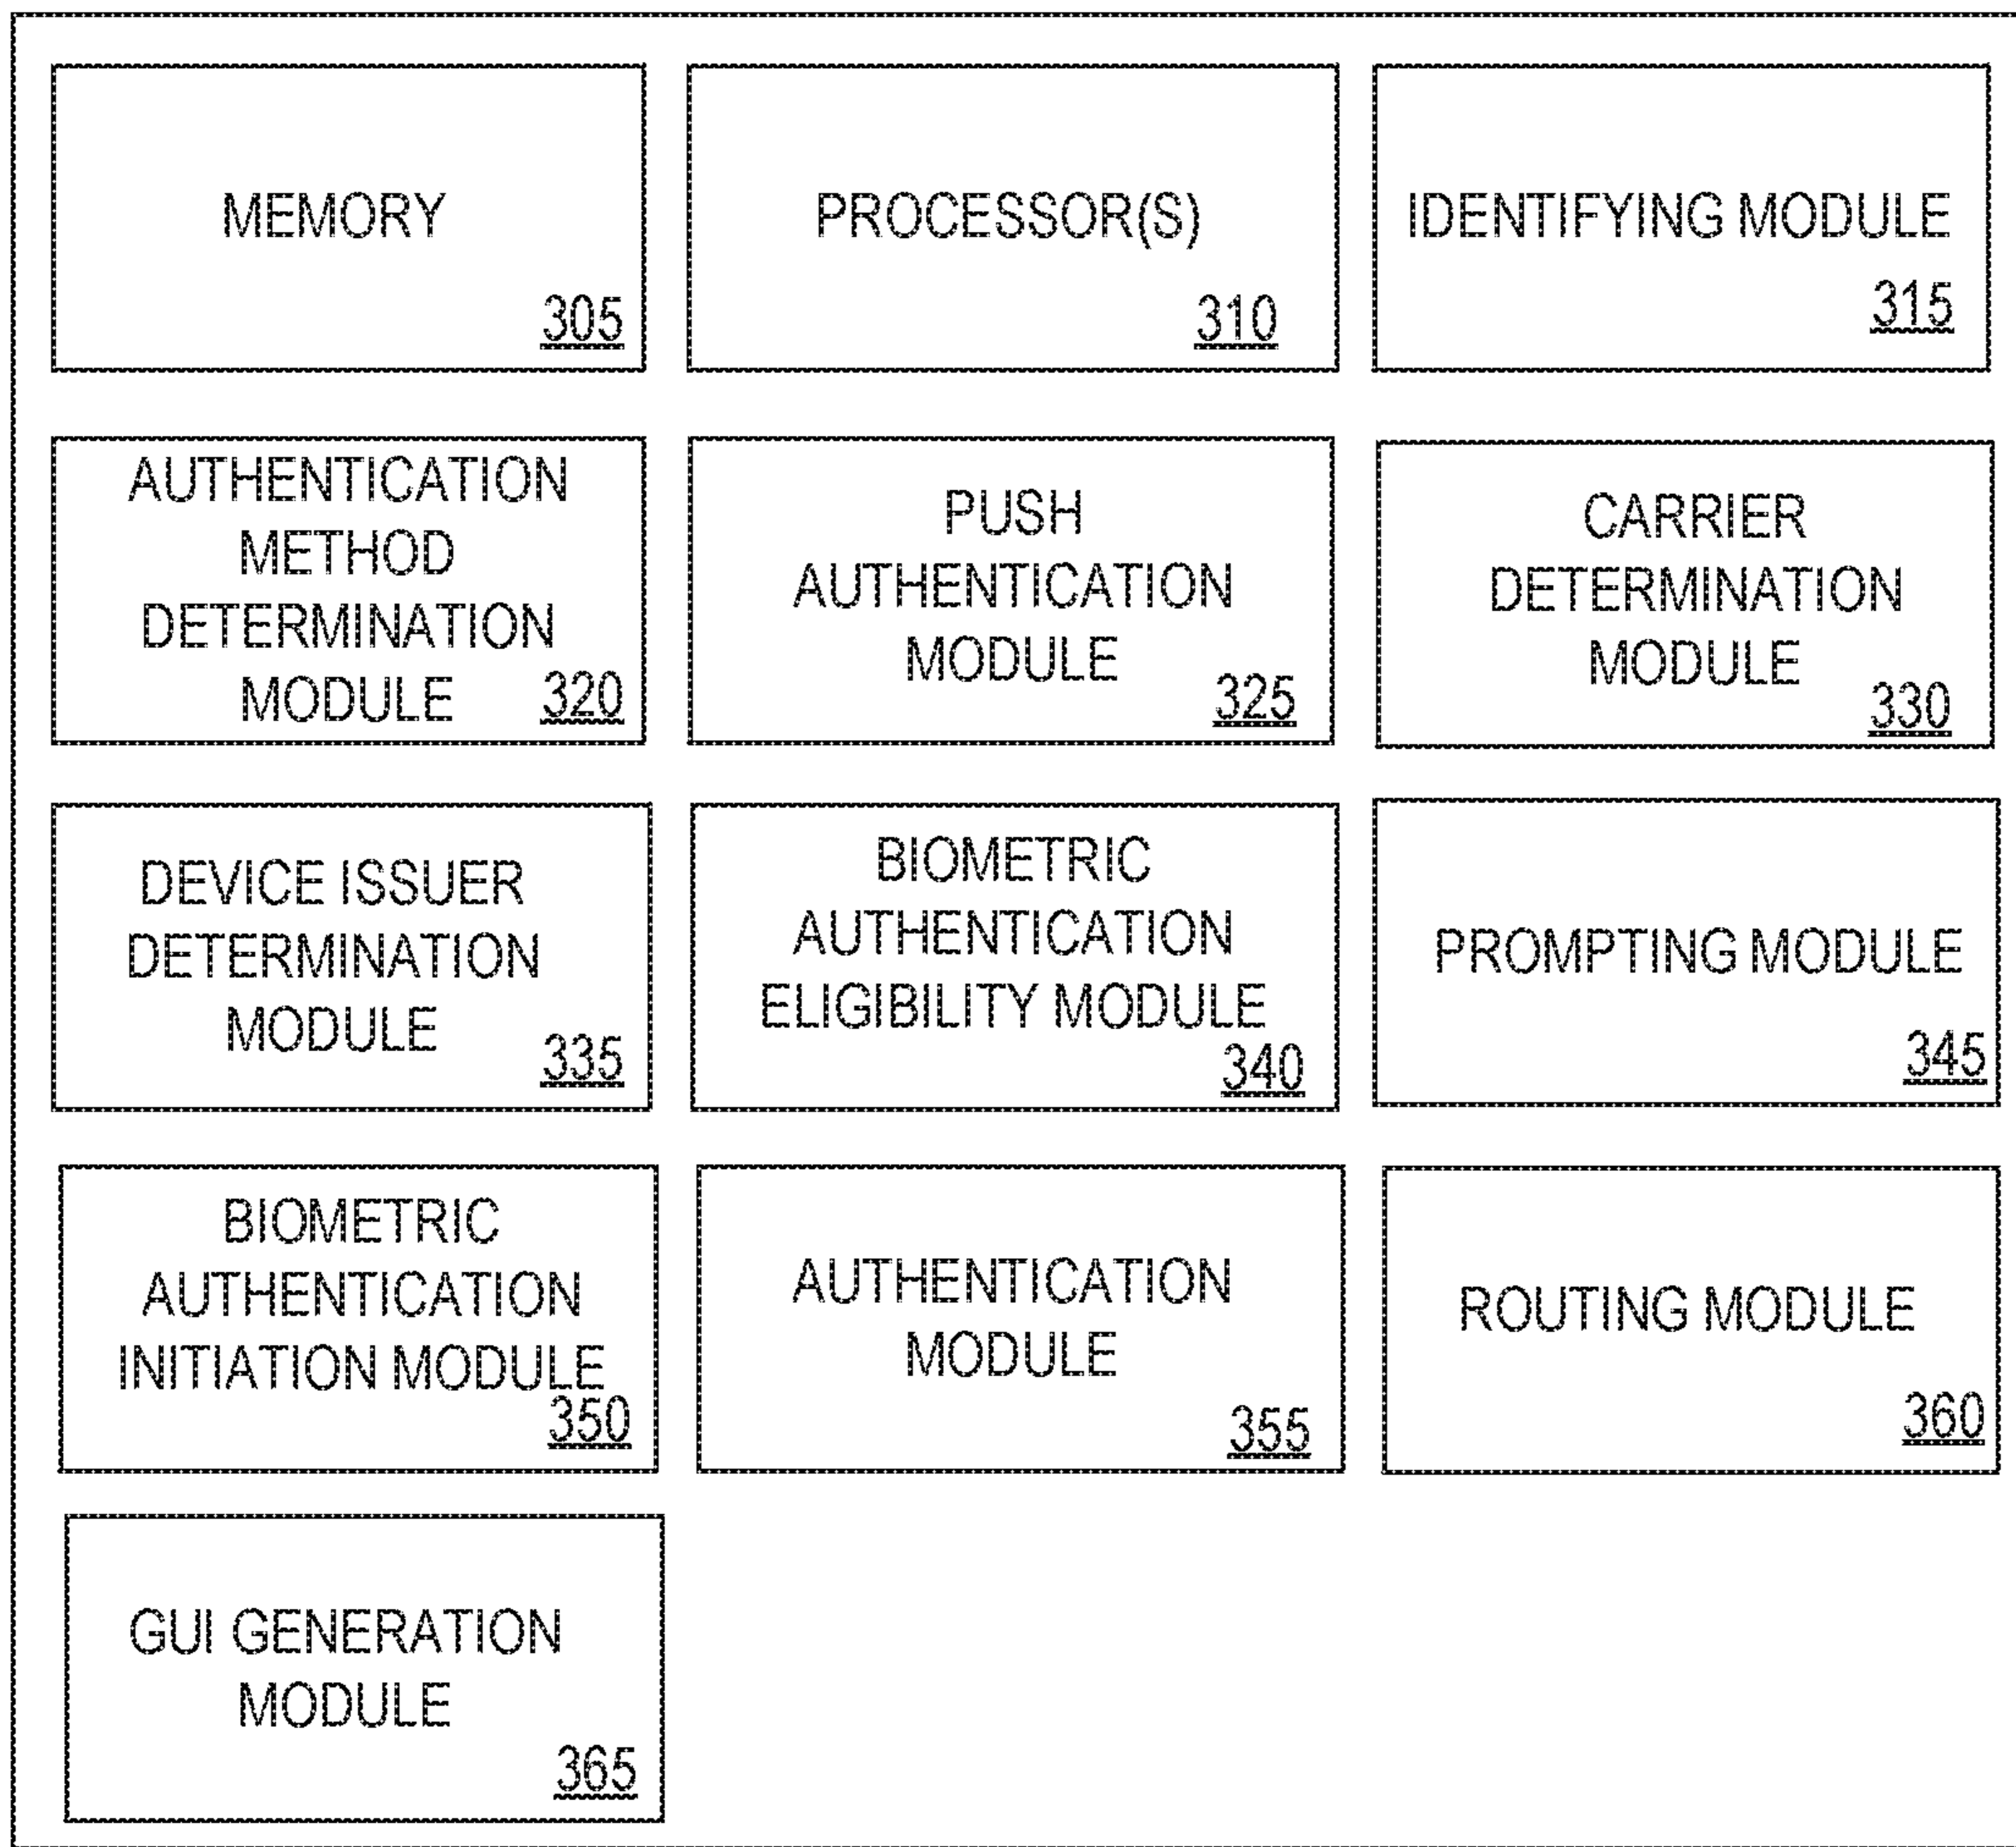 MEMORY
305
PROCESSOR(S)
310
IDENTIFYING MODULE
315
AUTHENTICATION
METHOD
DETERMINATION
MODULE
320
PUSH
AUTHENTICATION
MODULE
325
CARRIER
DETERMINATION
MODULE
330
DEVICE ISSUER
DETERMINATION
MODULE
335
BIOMETRIC
AUTHENTICATION
ELIGIBILITY MODULE
340
PROMPTING MODULE
345
BIOMETRIC
AUTHENTICATION
INITIATION MODULE
350
AUTHENTICATION
MODULE
355
ROUTING MODULE
360
GUI GENERATION
MODULE
365